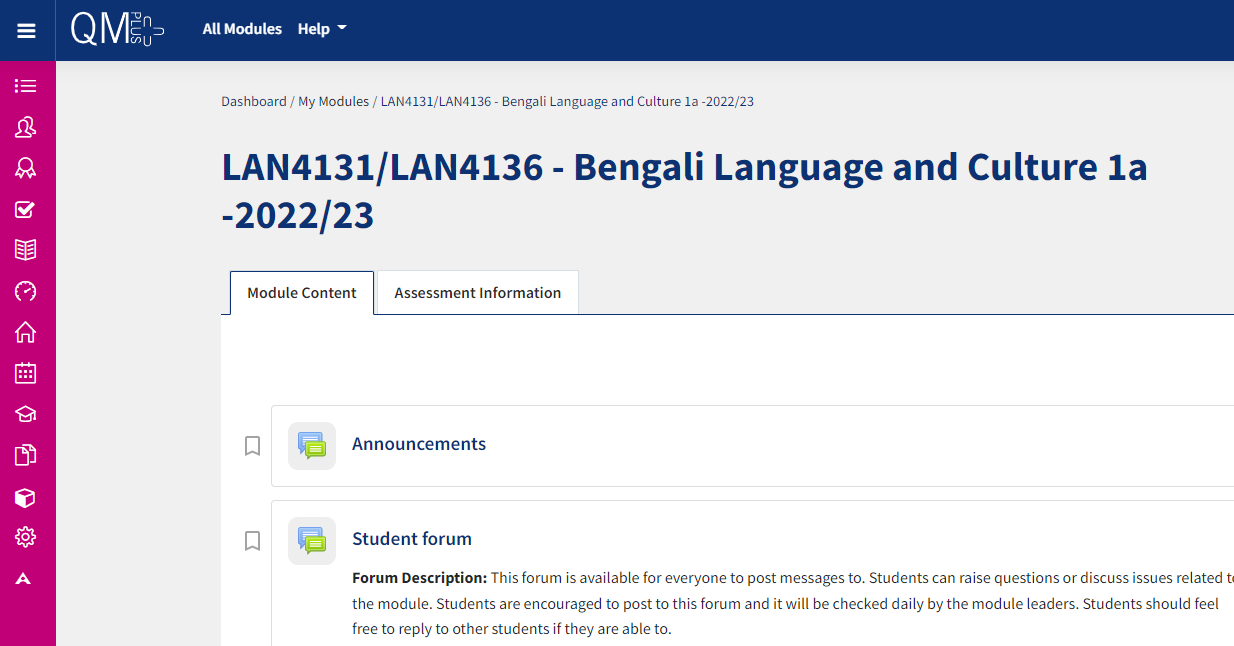 QM PLUS
All Modules Help
Dashboard / My Modules / LAN4131/LAN4136 - Bengali Language and Culture 1a -2022/23
LAN4131/LAN4136 - Bengali Language and Culture 1a
-2022/23
Module Content Assessment Information
Announcements
Student forum
Forum Description: This forum is available for everyone to post messages to. Students can raise questions or discuss issues related
the module. Students are encouraged to post to this forum and it will be checked daily by the module leaders. Students should feel
free to reply to other students if they are able to.